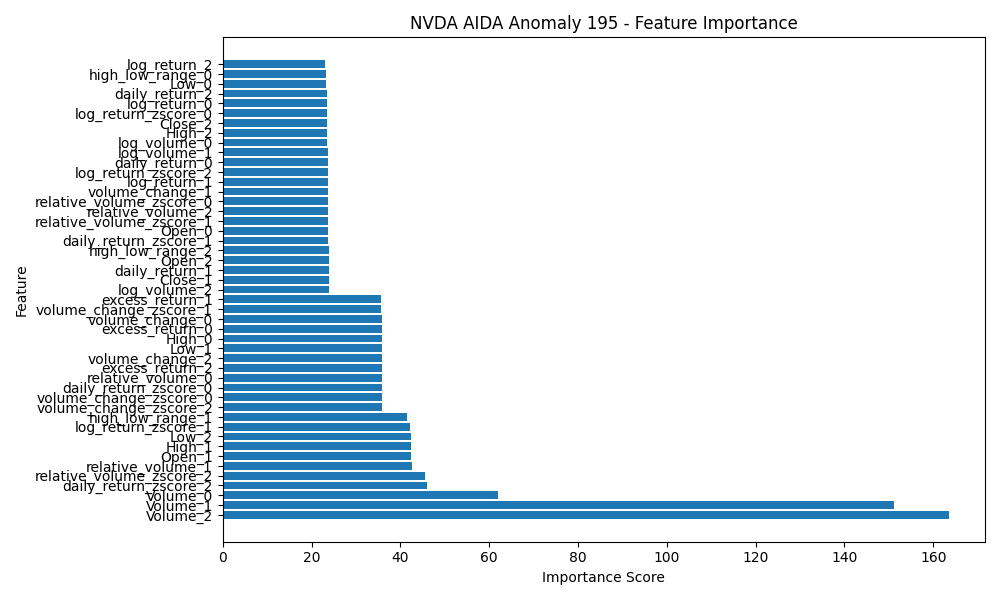 NVDA AIDA Anomaly 195 - Feature Importance
log_return_2
high_low_range_0
Low_0
daily_return_2
log_return_0
log_return_zscore_0
Close_2
High_2
log_volume_0
log_volume_1
daily_return_0
log_return_zscore_2
log_return_1
volume_change_1
relative_volume_zscore_0
relative_volume_2
relative_volume_zscore_1
Open_0
daily_return_zscore_1
high_low_range_2
Open_2
daily_return_1
Close_1
log_volume_2
excess_return_1
volume_change_zscore_1
volume_change_0
excess_return_0
High_0
Low_1
volume_change_2
excess_return_2
relative_volume_0
daily_return_zscore_0
volume_change_zscore_0
volume_change_zscore_2
high_low_range_1
log_return_zscore_1
Low_2
High_1
Open_1
relative_volume_1
relative_volume_zscore_2
daily_return_zscore_2
Volume_0
Volume_1
Volume_2
Feature
0 20 40 60 80 100 120 140 160
Importance Score